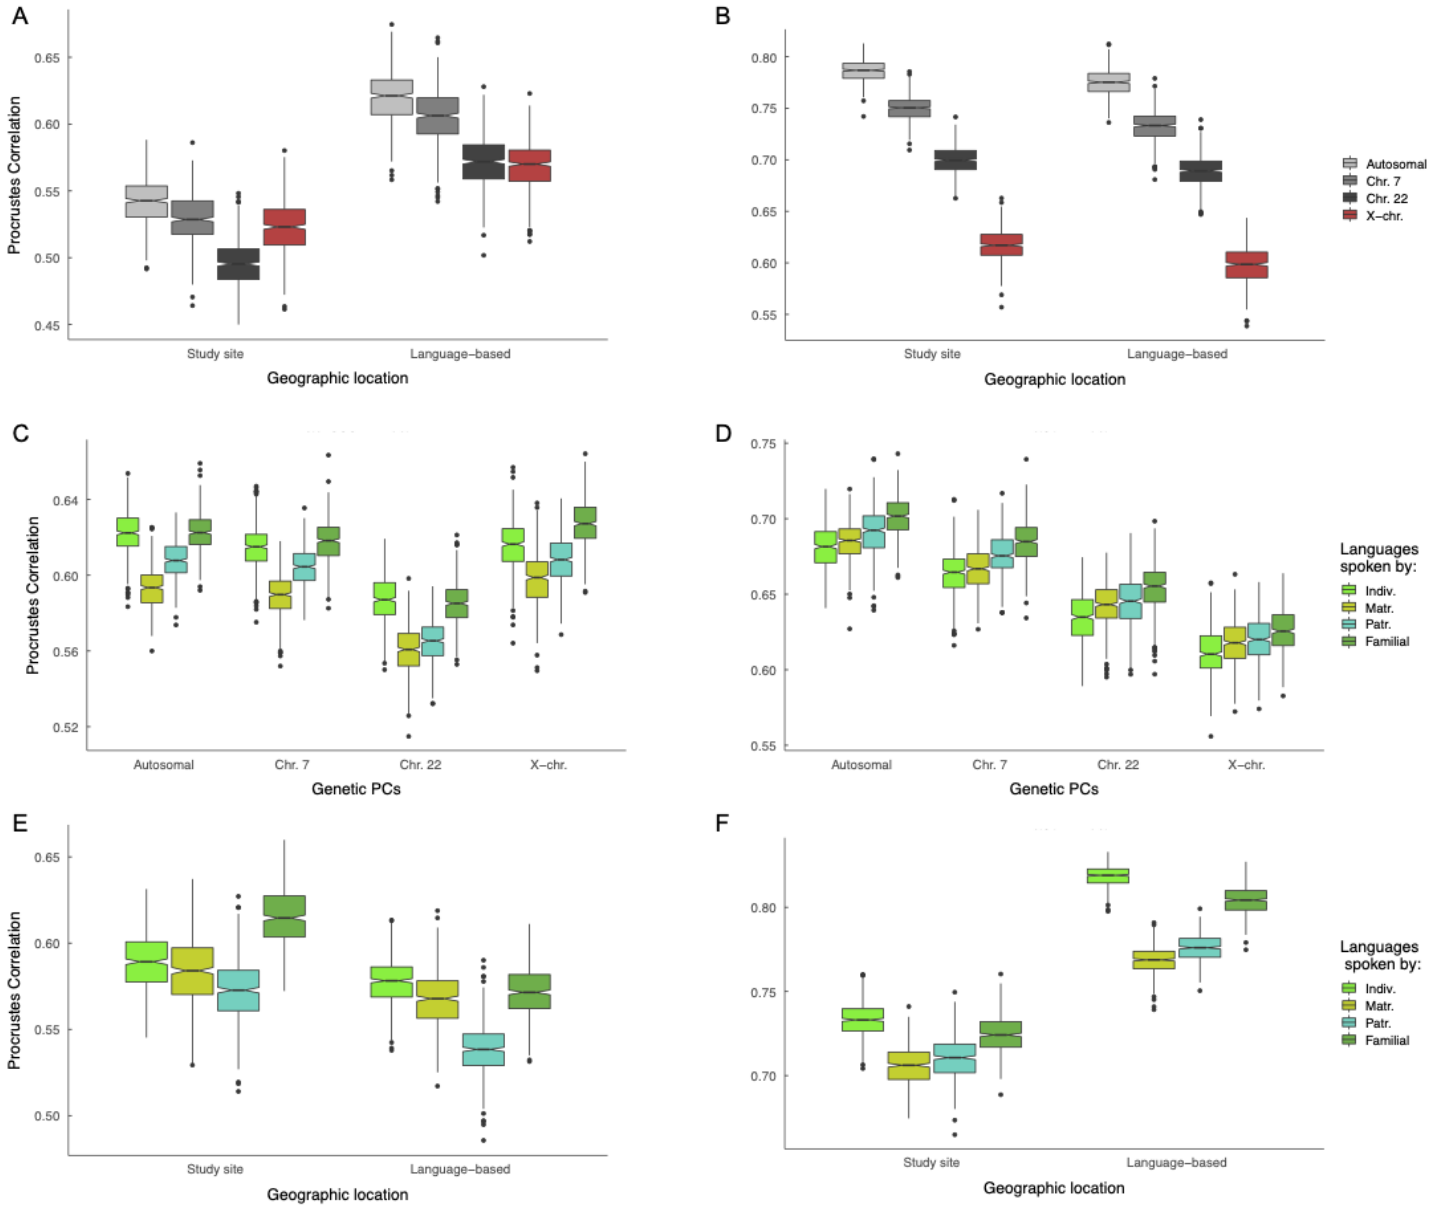 A
Procrustes Correlation
0.65
0.60
0.55
0.50
0.45
Study site
Language-based
Geographic location
B
0.80
0.75
0.70
0.65
0.60
0.55
Study site
Language-based
Geographic location
Autosomal
Chr. 7
Chr. 22
X-chr.
C
Procrustes Correlation
0.64
0.60
0.56
0.52
Autosomal
Chr. 7
Chr. 22
X-chr.
Genetic PCs
D
0.75
0.70
0.65
0.60
0.55
Autosomal
Chr. 7
Chr. 22
X-chr.
Genetic PCs
Languages
spoken by:
Indiv.
Matr.
Patr.
Familial
E
Procrustes Correlation
0.65
0.60
0.55
0.50
Study site
Language-based
Geographic location
F
0.80
0.75
0.70
Study site
Language-based
Geographic location
Languages
spoken by:
Indiv.
Matr.
Patr.
Familial